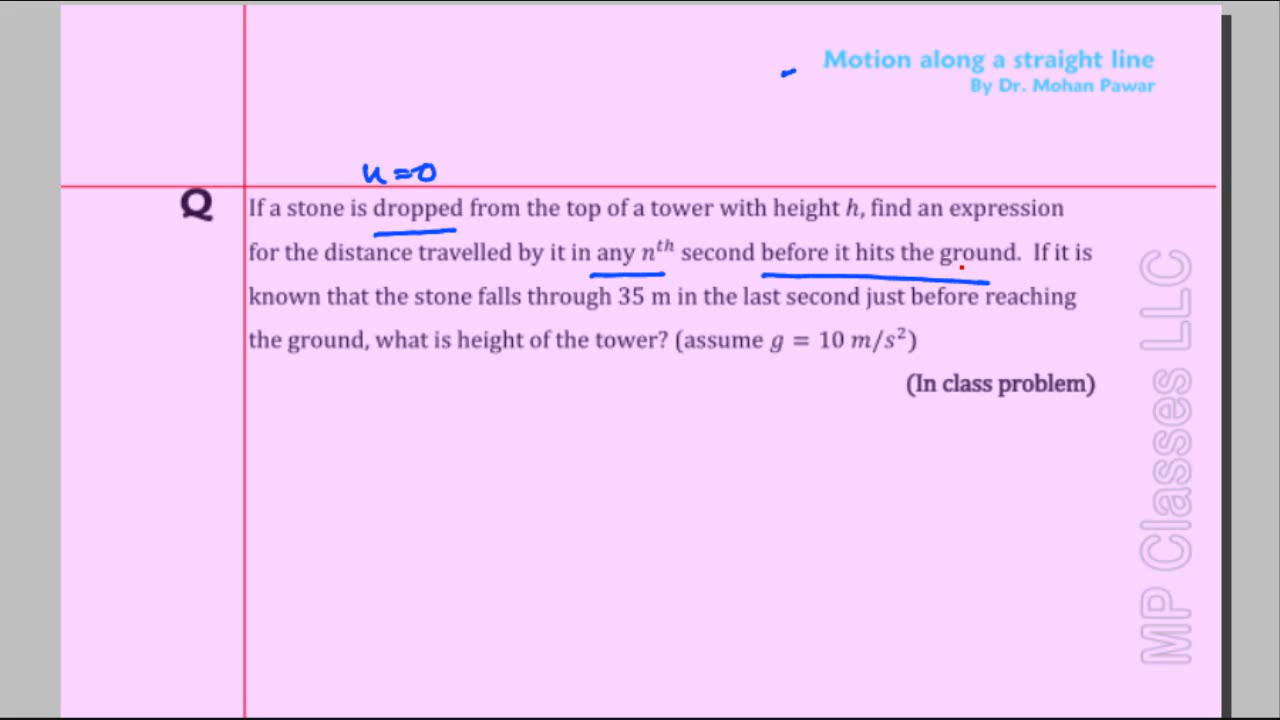 Motion along a straight line
By Dr. Mohan Pawar
u = 0
Q If a stone is dropped from the top of a tower with height h, find an expression
for the distance travelled by it in any nᵗʰ second before it hits the ground. If it is
known that the stone falls through 35 m in the last second just before reaching
the ground, what is height of the tower? (assume g = 10 m/s²)
(In class problem)
MP Classes LLC